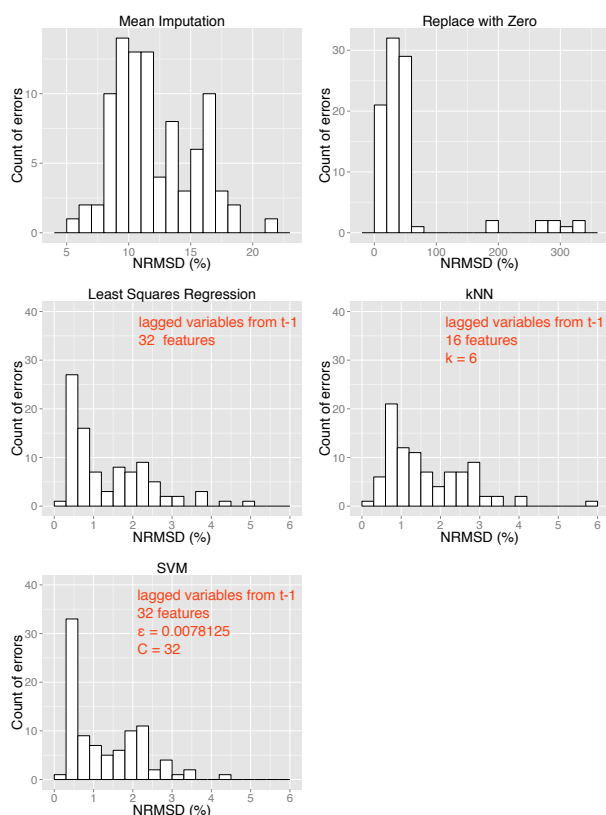 Mean Imputation
Count of errors
10
5
0
5
10
15
20
NRMSD (%)
Replace with Zero
Count of errors
30
20
10
0
0
100
200
300
NRMSD (%)
Least Squares Regression
lagged variables from t-1
32 features
Count of errors
40
30
20
10
0
0
1
2
3
4
5
6
NRMSD (%)
kNN
lagged variables from t-1
16 features
k = 6
Count of errors
40
30
20
10
0
0
1
2
3
4
5
6
NRMSD (%)
SVM
lagged variables from t-1
32 features
ε = 0.0078125
C = 32
Count of errors
40
30
20
10
0
0
1
2
3
4
5
6
NRMSD (%)